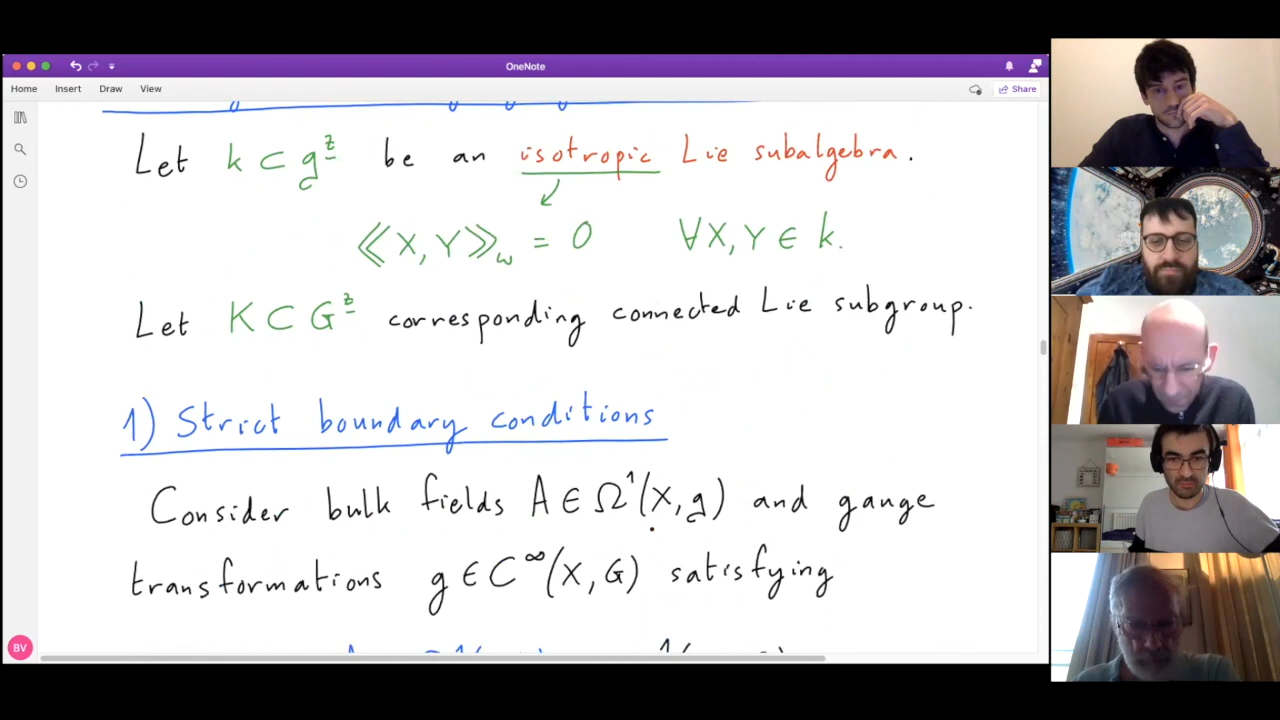 OneNote
Home Insert Draw View Share
Let k ⊂ g^z be an isotropic Lie subalgebra.
⟪X, Y⟫_ω = 0 ∀X, Y ∈ k.
Let K ⊂ G^z corresponding connected Lie subgroup.
1) Strict boundary conditions
Consider bulk fields A ∈ Ω¹(X, g) and gauge
transformations g ∈ C^∞(X, G) satisfying
BV